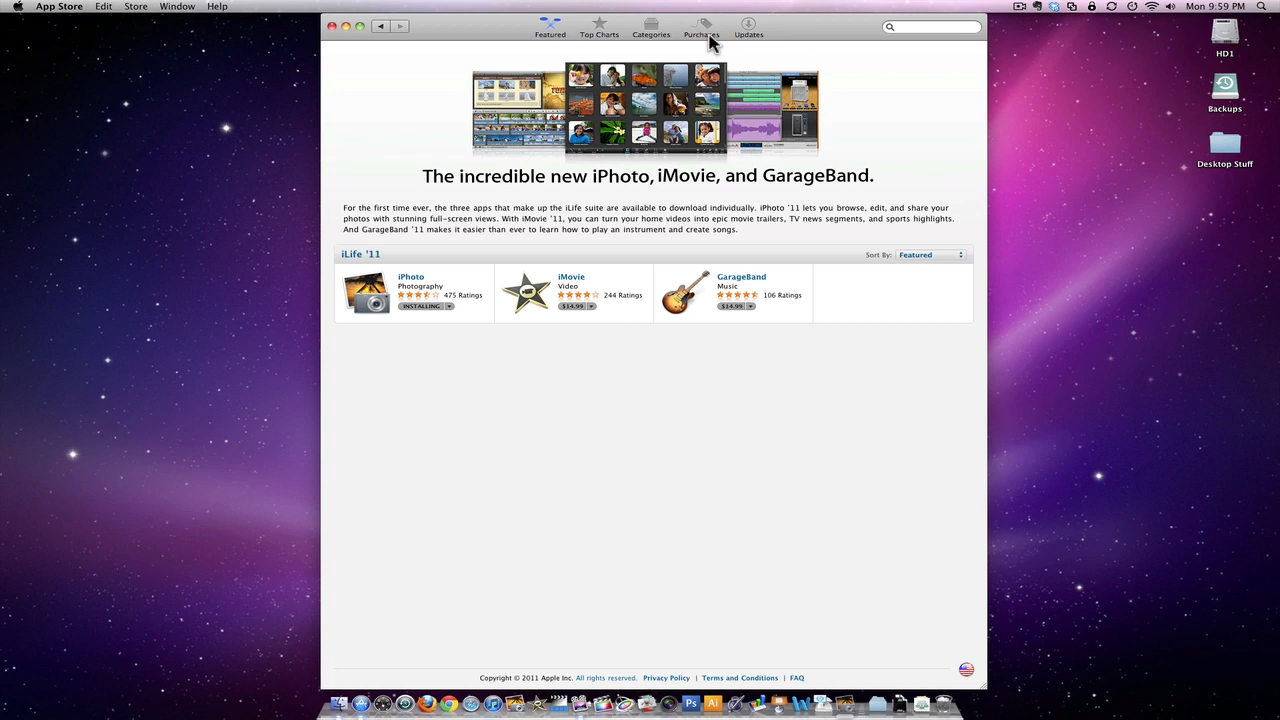 App Store Edit Store Window Help Mon 9:59 PM
Featured Top Charts Categories Purchases Updates
HD1
Backups
Desktop Stuff
The incredible new iPhoto, iMovie, and GarageBand.
For the first time ever, the three apps that make up the iLife suite are available to download individually. iPhoto '11 lets you browse, edit, and share your
photos with stunning full-screen views. With iMovie '11, you can turn your home videos into epic movie trailers, TV news segments, and sports highlights.
And GarageBand '11 makes it easier than ever to learn how to play an instrument and create songs.
iLife '11 Sort By: Featured
iPhoto
Photography
475 Ratings
INSTALLING
iMovie
Video
244 Ratings
$14.99
GarageBand
Music
106 Ratings
$14.99
Copyright © 2011 Apple Inc. All rights reserved. Privacy Policy | Terms and Conditions | FAQ
Ps Ai